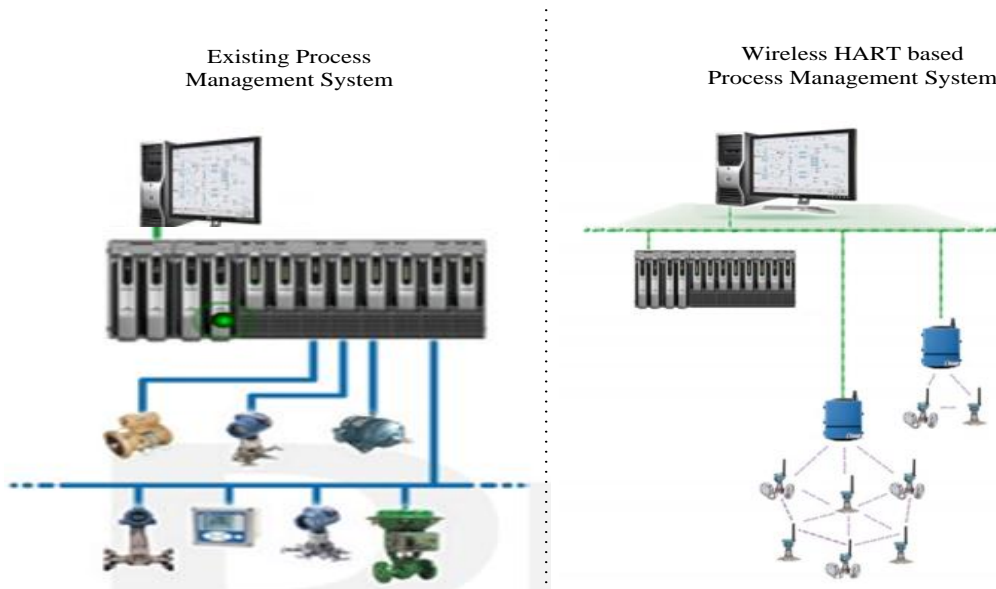 Existing Process
Management System
Wireless HART based
Process Management System